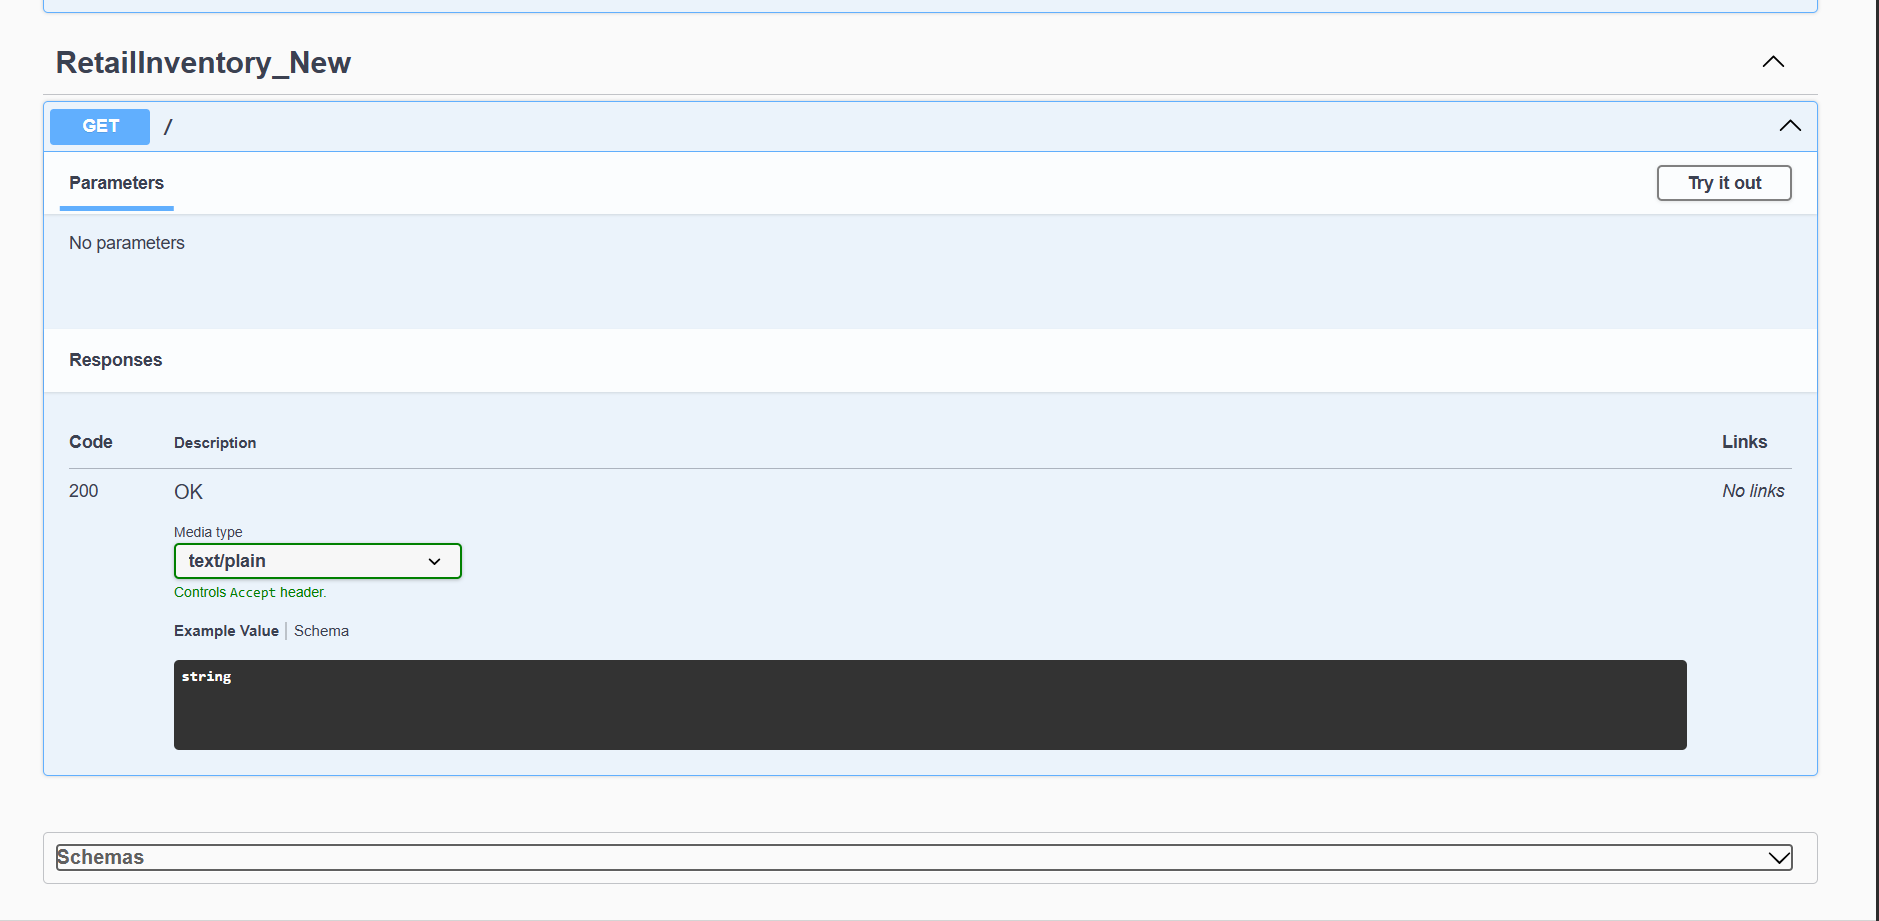 RetailInventory_New
GET /
Parameters
Try it out
No parameters
Responses
Code Description Links
200 OK No links
Media type
text/plain
Controls Accept header.
Example Value Schema
string
Schemas